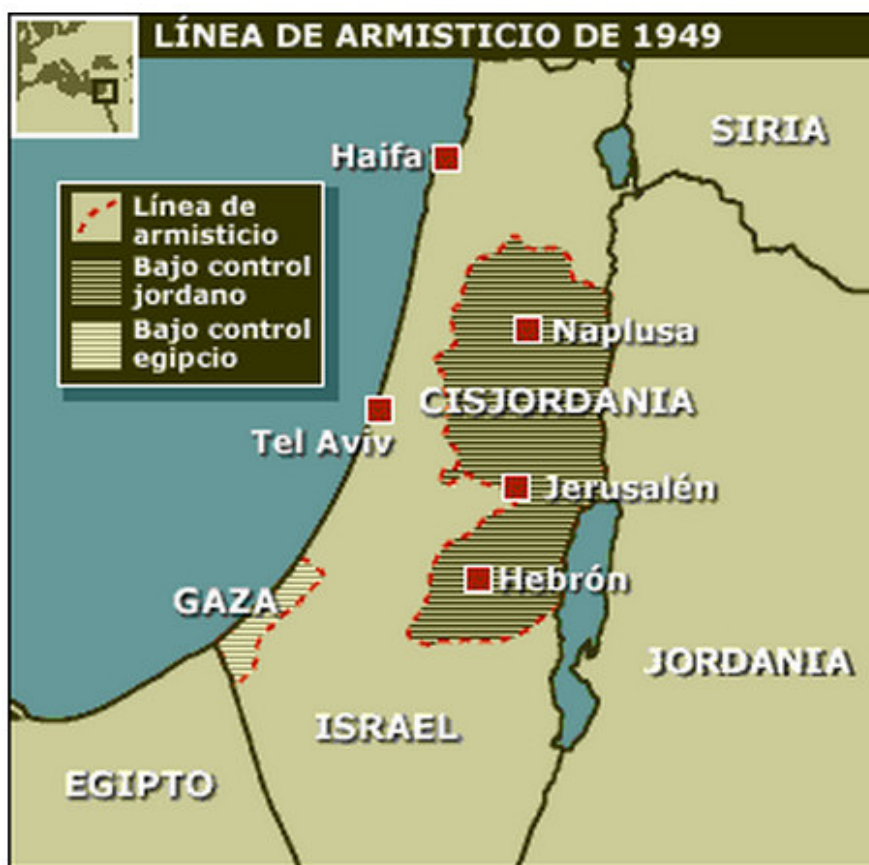 LÍNEA DE ARMISTICIO DE 1949
SIRIA
Haifa
Línea de
armisticio
Bajo control
jordano
Bajo control
egipcio
Naplusa
CISJORDANIA
Tel Aviv
Jerusalén
Hebrón
GAZA
JORDANIA
ISRAEL
EGIPTO